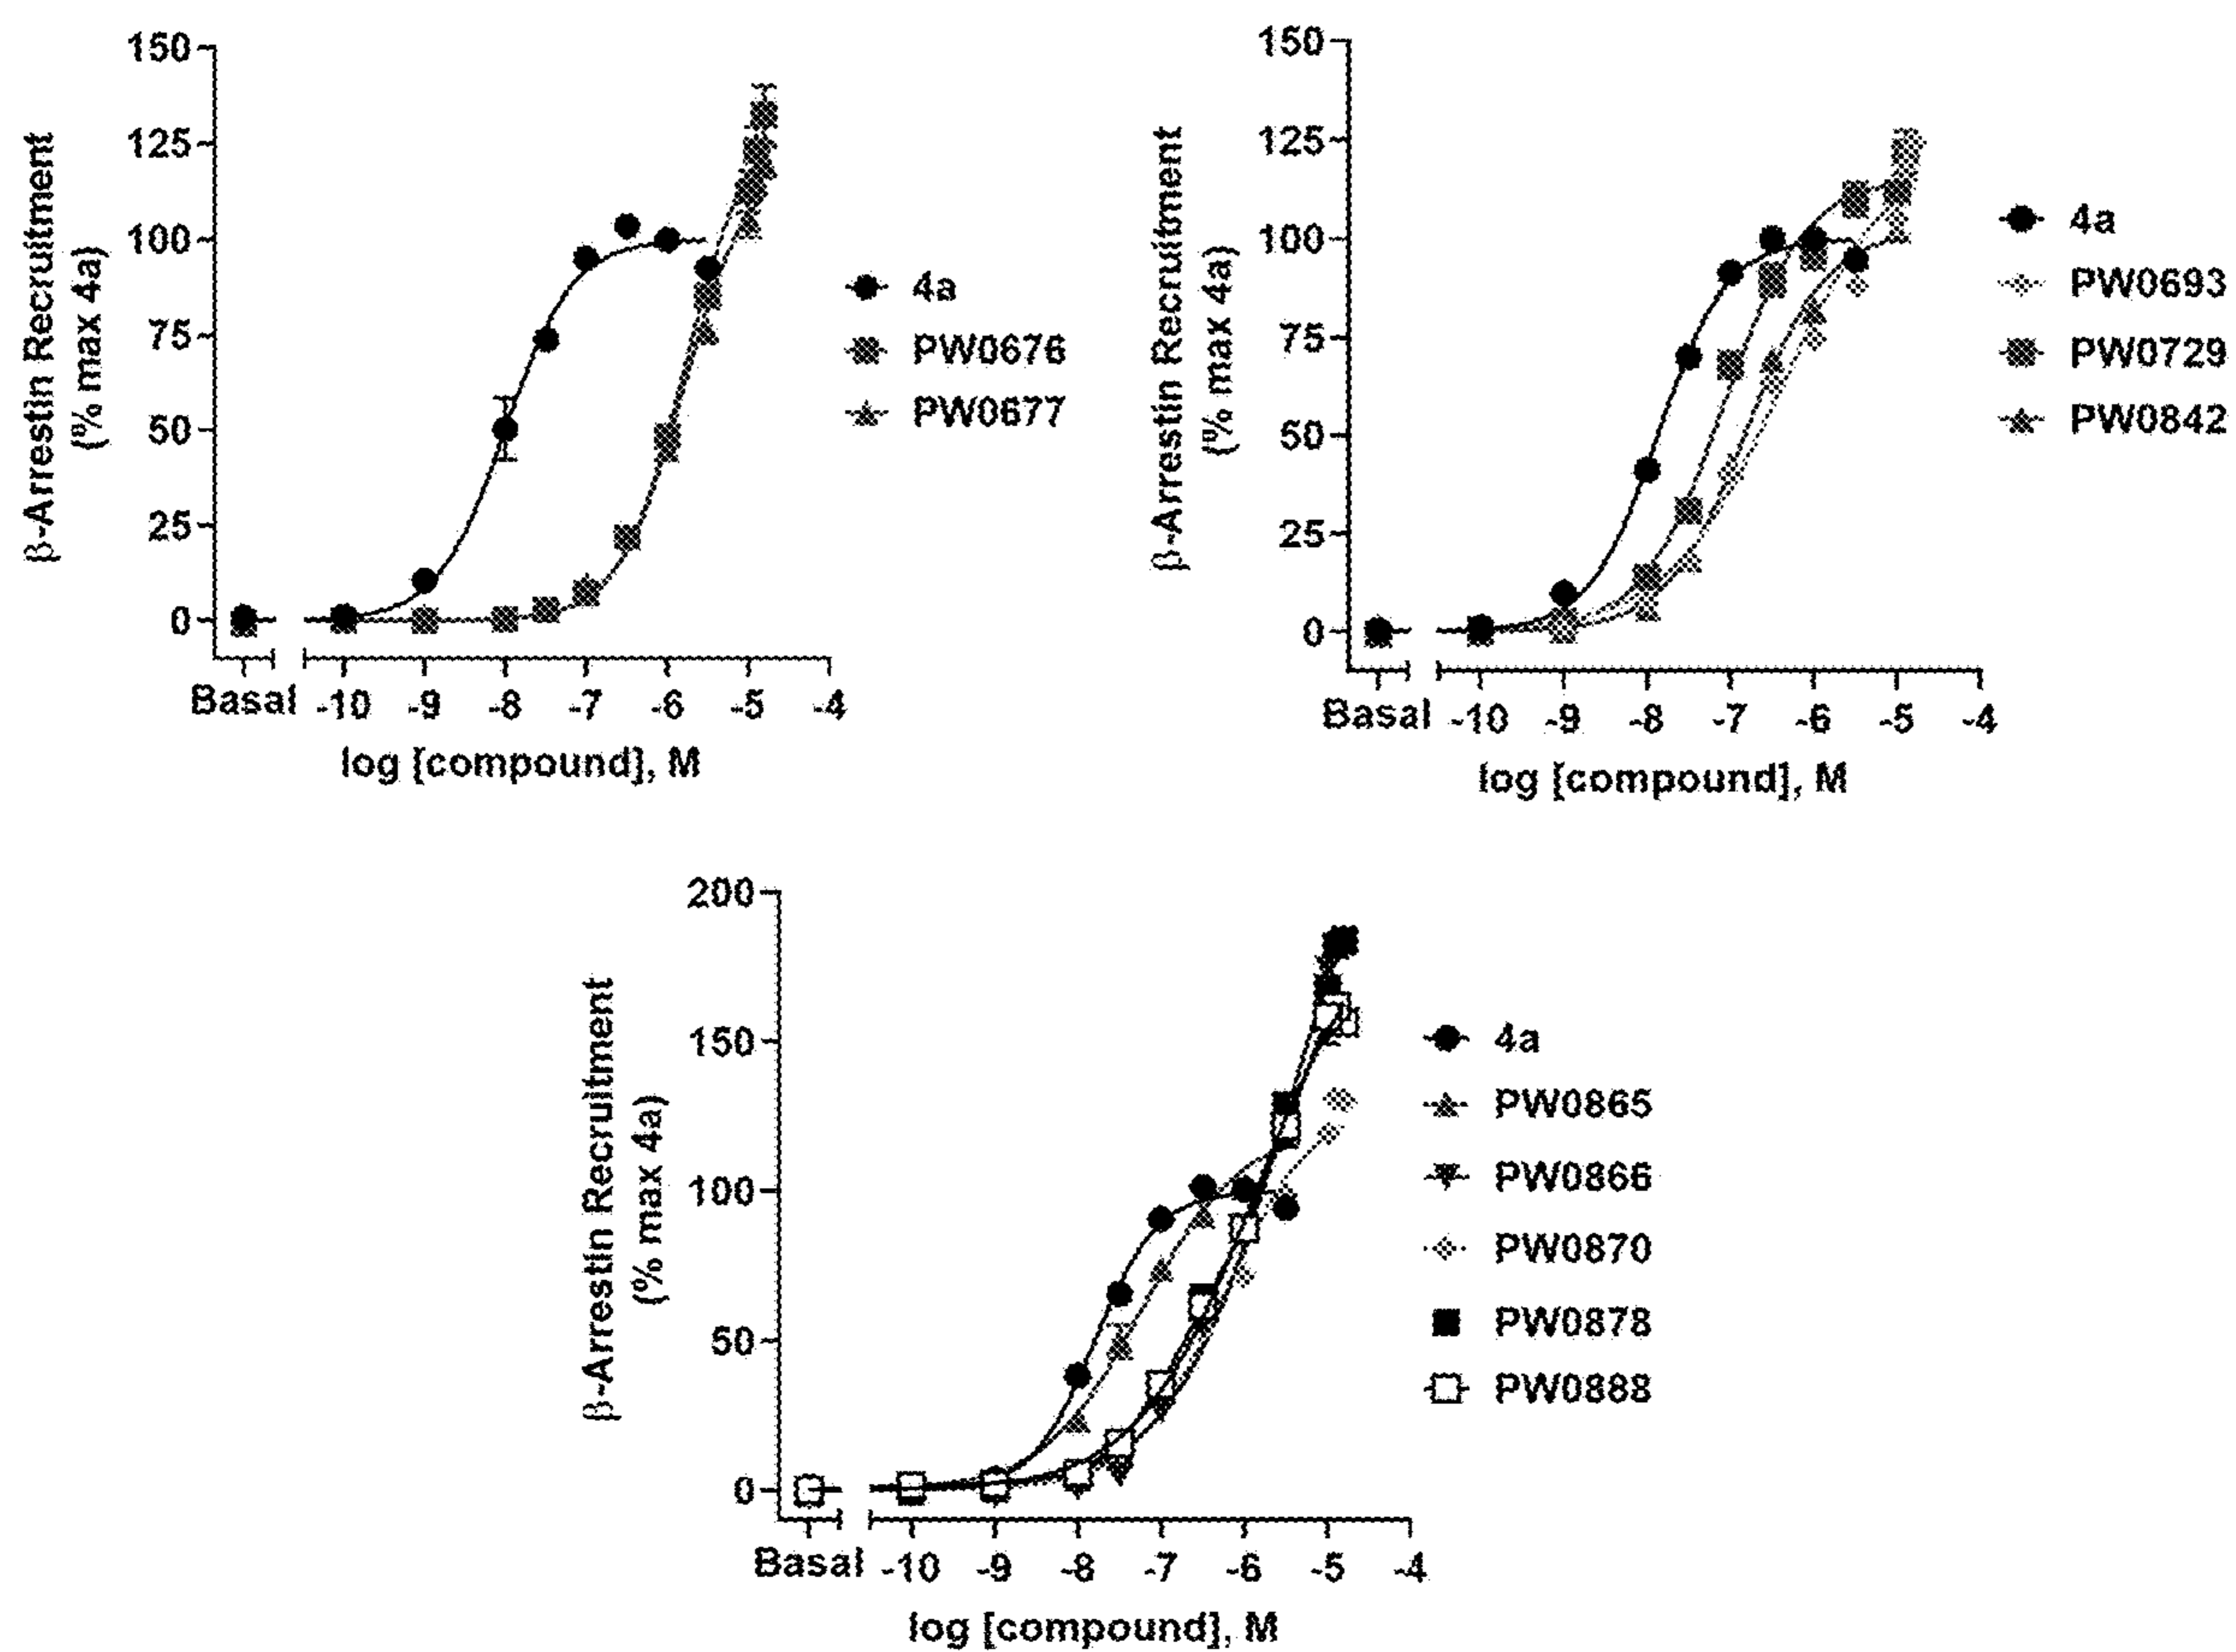 β-Arrestin Recruitment
(% max 4a)
150
125
100
75
50
25
0
Basal -10 -9 -8 -7 -6 -5 -4
log [compound], M
4a
PW0676
PW0677
β-Arrestin Recruitment
(% max 4a)
150
125
100
75
50
25
0
Basal -10 -9 -8 -7 -6 -5 -4
log [compound], M
4a
PW0693
PW0729
PW0842
β-Arrestin Recruitment
(% max 4a)
200
150
100
50
0
Basal -10 -9 -8 -7 -6 -5 -4
log [compound], M
4a
PW0865
PW0866
PW0870
PW0878
PW0888